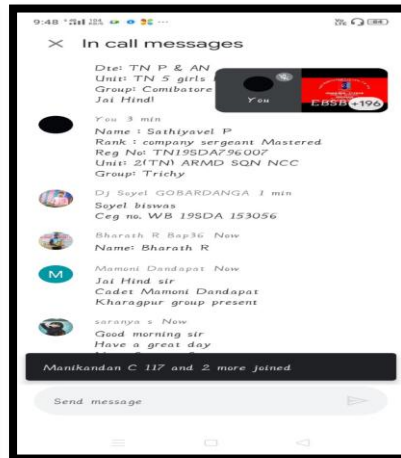 9:48
In call messages
Dte: TN P & AN
Unit: TN 5 girls
Group: Comibatore
Jai Hind!
You
EBSB +196
You 3 min
Name : Sathiyavel P
Rank : company sergeant Mastered
Reg No: TN19SDA796007
Unit: 2(TN) ARMD SQN NCC
Group: Trichy
Dj Soyel GOBARDANGA 1 min
Soyel biswas
Ceg no. WB 19SDA 153056
Bharath R Bap36 Now
Name: Bharath R
M
Mamoni Dandapat Now
Jai Hind sir
Cadet Mamoni Dandapat
Kharagpur group present
saranya s Now
Good morning sir
Have a great day
Manikandan C 117 and 2 more joined
Send message